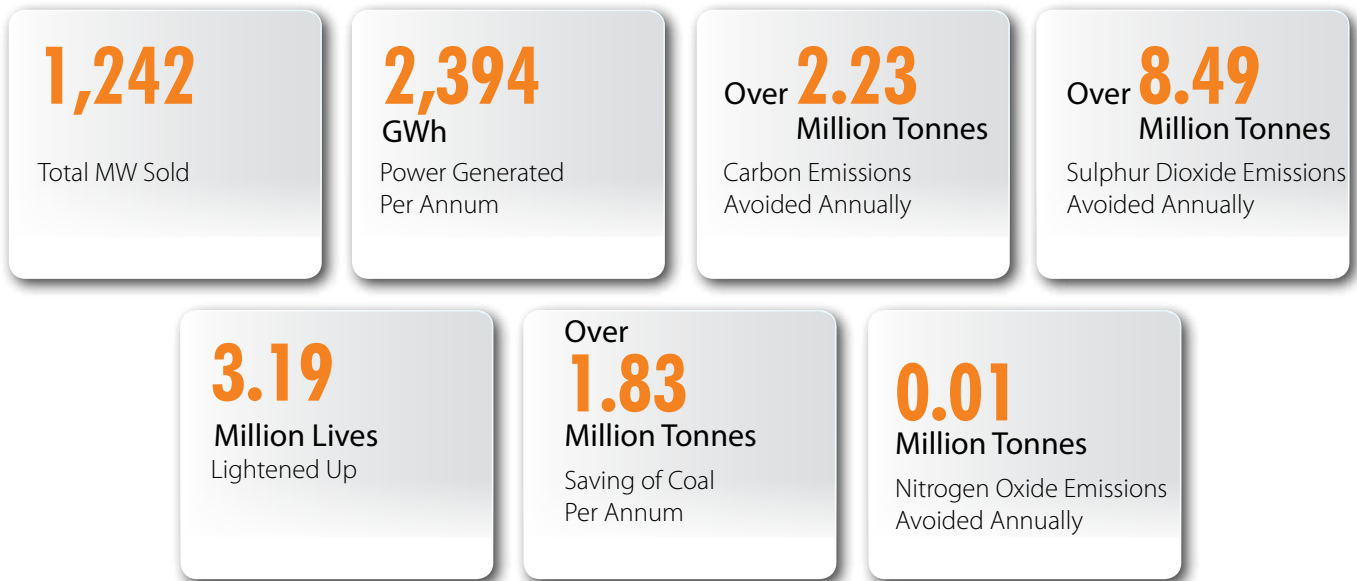 1,242
Total MW Sold
2,394
GWh
Power Generated
Per Annum
Over 2.23
Million Tonnes
Carbon Emissions
Avoided Annually
Over 8.49
Million Tonnes
Sulphur Dioxide Emissions
Avoided Annually
3.19
Million Lives
Lightened Up
Over
1.83
Million Tonnes
Saving of Coal
Per Annum
0.01
Million Tonnes
Nitrogen Oxide Emissions
Avoided Annually